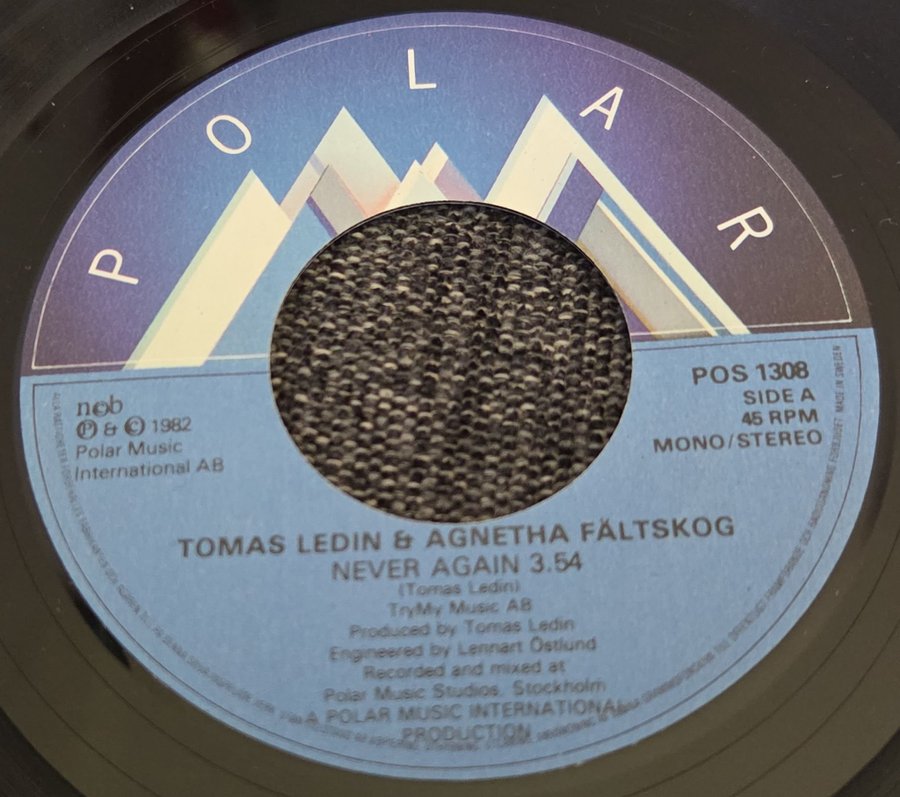 POLAR
POS 1308
SIDE A
45 RPM
MONO/STEREO
MADE IN SWEDEN
ncb
Ⓟ & © 1982
Polar Music
International AB
TOMAS LEDIN & AGNETHA FÄLTSKOG
NEVER AGAIN 3.54
(Tomas Ledin)
TryMy Music AB
Produced by Tomas Ledin
Engineered by Lennart Östlund
Recorded and mixed at
Polar Music Studios, Stockholm
A POLAR MUSIC INTERNATIONAL
PRODUCTION